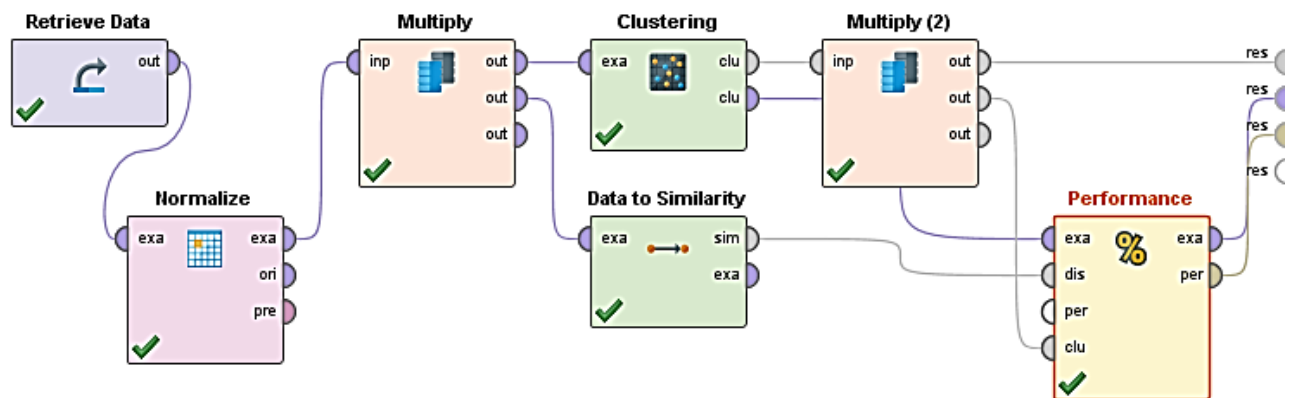 Retrieve Data
out
Multiply
inp
out
out
out
Clustering
exa
clu
clu
Multiply (2)
inp
out
out
out
res
res
res
res
Normalize
exa
exa
ori
pre
Data to Similarity
exa
sim
exa
Performance
%
exa
exa
dis
per
per
clu